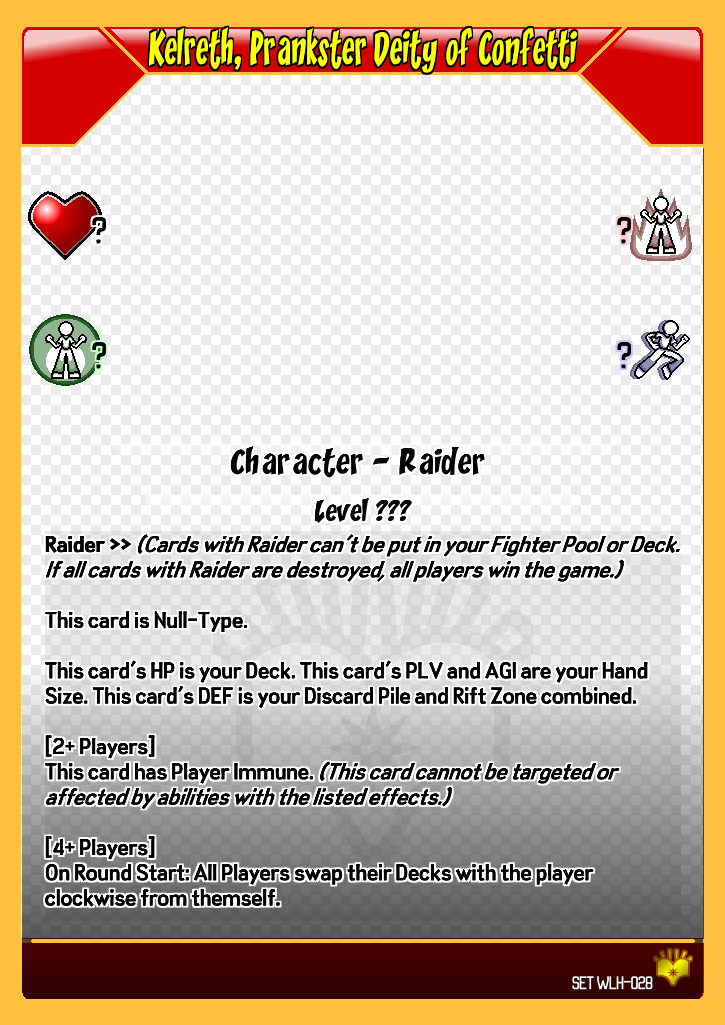 Kelreth, Prankster Deity of Confetti
?
?
?
?
Character - Raider
Level ???
Raider >> (Cards with Raider can't be put in your Fighter Pool or Deck.
If all cards with Raider are destroyed, all players win the game.)
This card is Null-Type.
This card's HP is your Deck. This card's PLV and AGI are your Hand
Size. This card's DEF is your Discard Pile and Rift Zone combined.
[2+ Players]
This card has Player Immune. (This card cannot be targeted or
affected by abilities with the listed effects.)
[4+ Players]
On Round Start: All Players swap their Decks with the player
clockwise from themself.
SET WLH-028